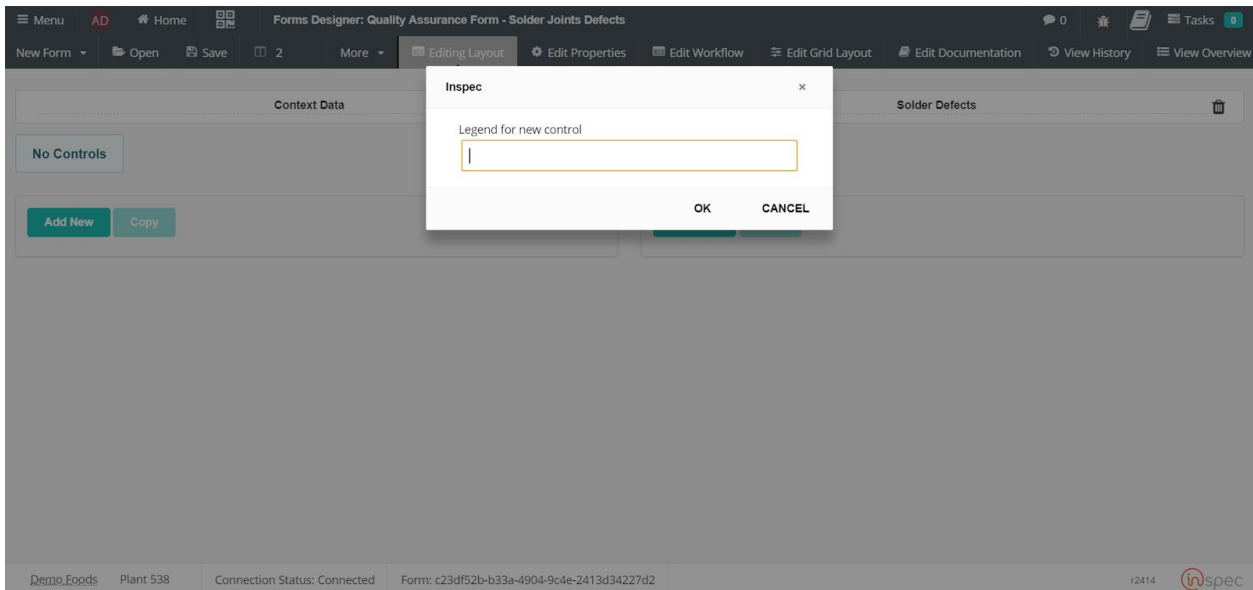 Menu AD Home Forms Designer: Quality Assurance Form - Solder Joints Defects 0 Tasks 0
New Form Open Save 2 More Editing Layout Edit Properties Edit Workflow Edit Grid Layout Edit Documentation View History View Overview
Inspec ×
Context Data Solder Defects
Legend for new control
No Controls
OK CANCEL
Add New Copy
Demo Foods Plant 538 Connection Status: Connected Form: c23df52b-b33a-4904-9c4e-2413d34227d2 r2414 inspec